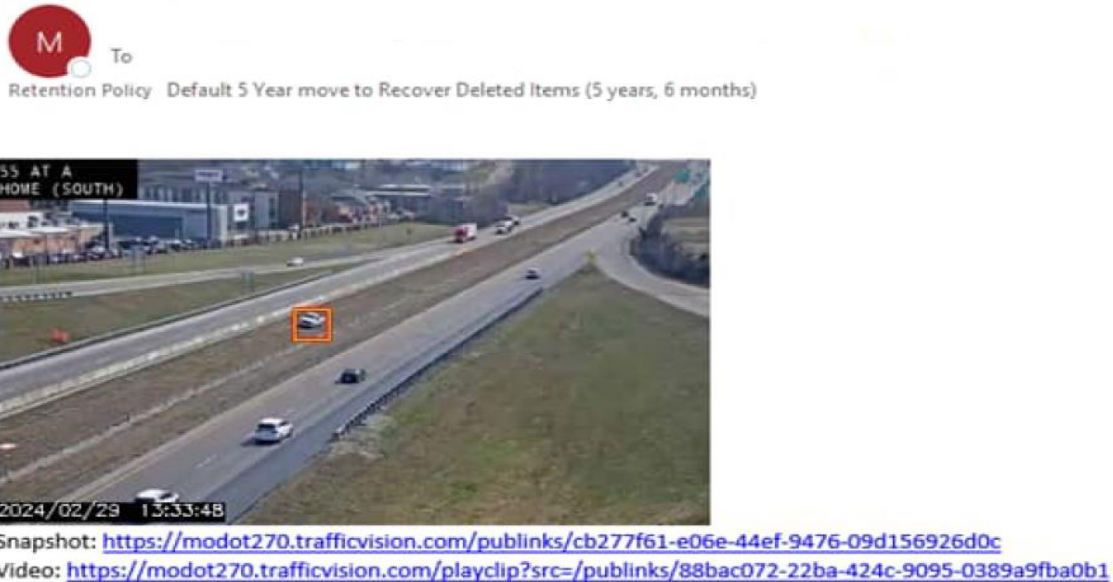 M
To
Retention Policy Default 5 Year move to Recover Deleted Items (5 years, 6 months)
55 AT A
HOME (SOUTH)
2024/02/29 13:33:48
Snapshot: https://modot270.trafficvision.com/publinks/cb277f61-e06e-44ef-9476-09d156926d0c
Video: https://modot270.trafficvision.com/playclip?src=/publinks/88bac072-22ba-424c-9095-0389a9fba0b1